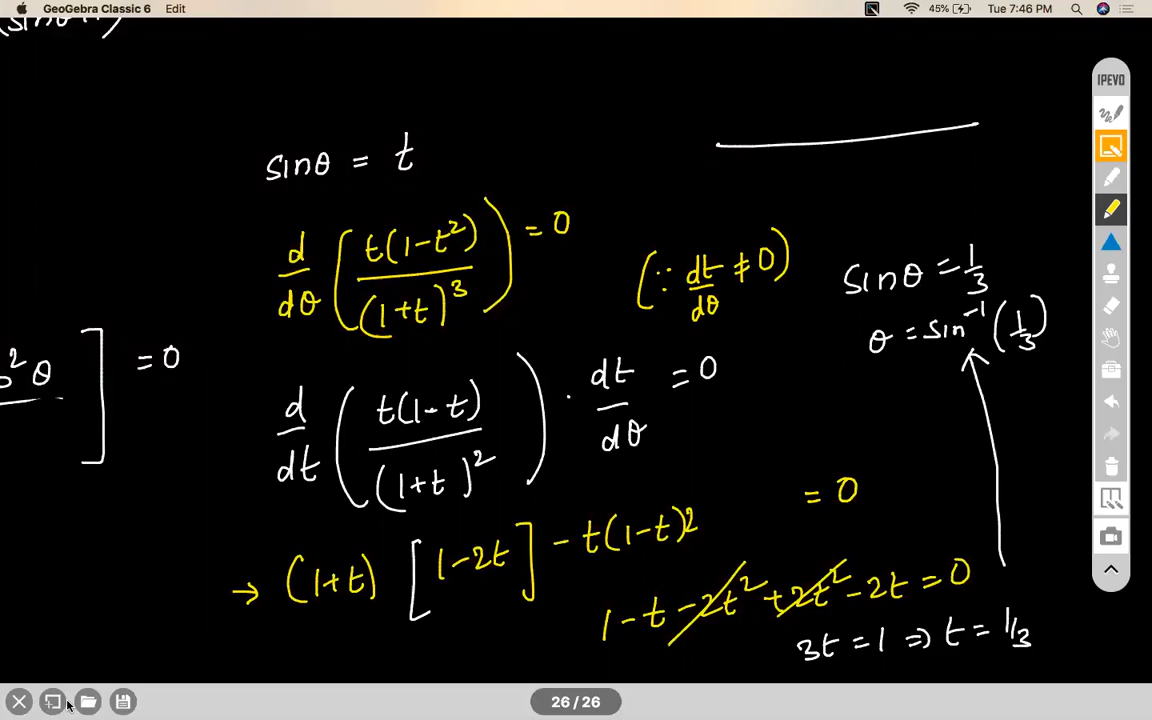 GeoGebra Classic 6 Edit 45% Tue 7:46 PM
IPEVO
sinθ = t
d/dθ (t(1-t²)/(1+t)³) = 0
(∵ dt/dθ ≠ 0)
sinθ = 1/3
θ = sin⁻¹(1/3)
²θ ] = 0
d/dt (t(1-t)/(1+t)²) · dt/dθ = 0
→ (1+t) [1-2t] - t(1-t)2 = 0
1-t-2t²+2t²-2t = 0
3t = 1 ⇒ t = 1/3
26 / 26